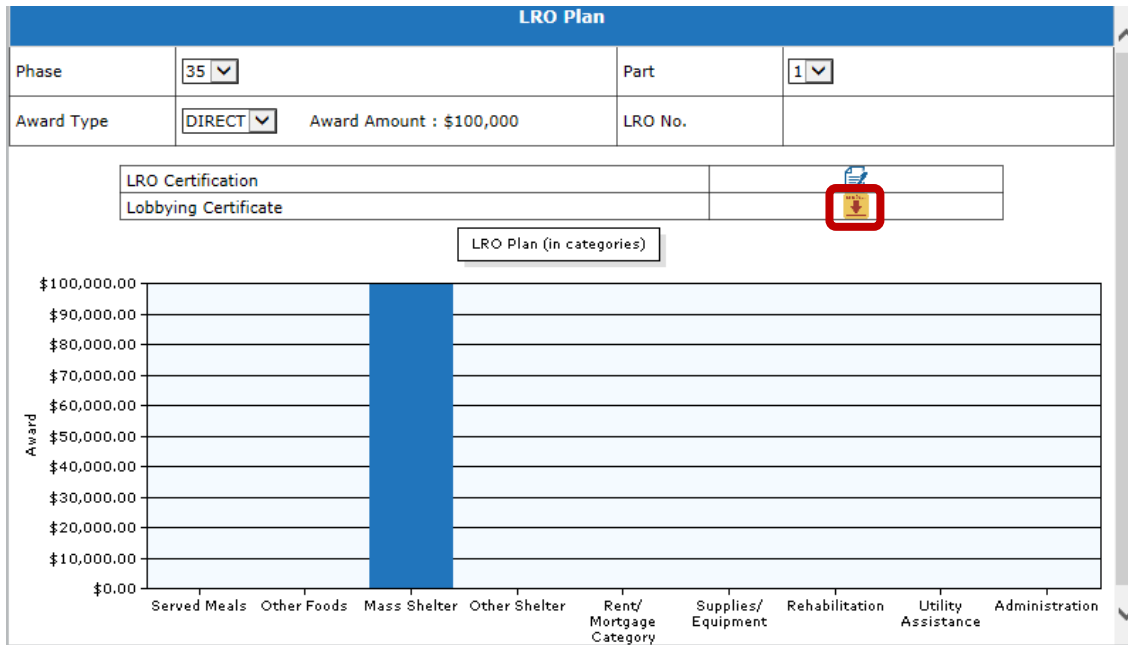 LRO Plan
Phase 35 Part 1
Award Type DIRECT Award Amount : $100,000 LRO No.
LRO Certification
Lobbying Certificate
LRO Plan (in categories)
$100,000.00
$90,000.00
$80,000.00
$70,000.00
$60,000.00
$50,000.00
$40,000.00
$30,000.00
$20,000.00
$10,000.00
$0.00
Award
Served Meals Other Foods Mass Shelter Other Shelter Rent/ Supplies/ Rehabilitation Utility Administration
Mortgage Equipment Assistance
Category